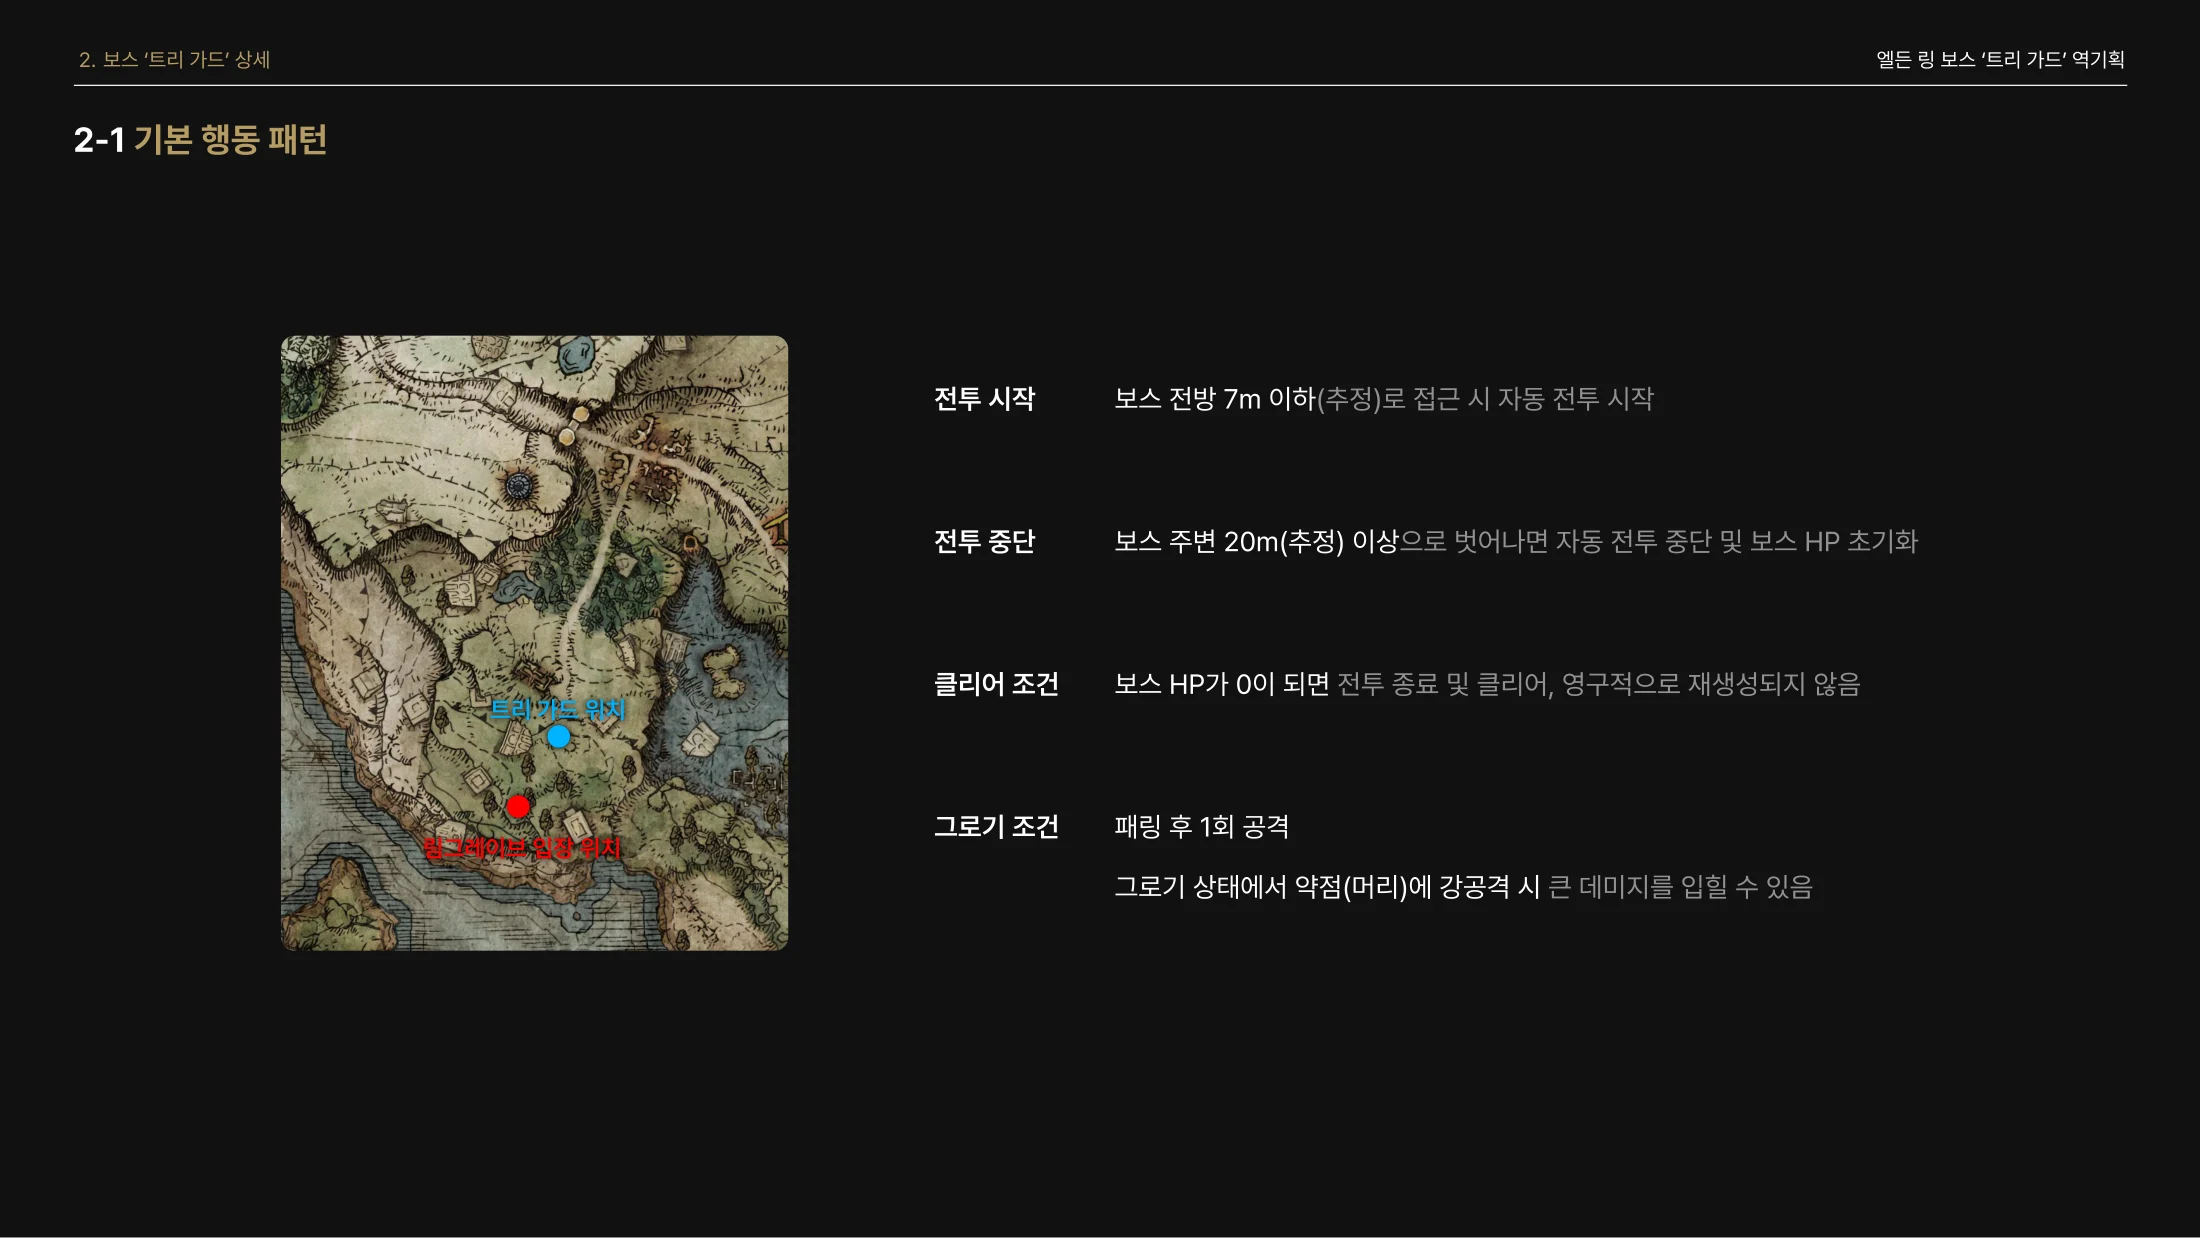 2. 보스 ‘트리 가드’ 상세
엘든 링 보스 ‘트리 가드’ 역기획
2-1 기본 행동 패턴
트리 가드 위치
림그레이브 입장 위치
전투 시작
보스 전방 7m 이하(추정)로 접근 시 자동 전투 시작
전투 중단
보스 주변 20m(추정) 이상으로 벗어나면 자동 전투 중단 및 보스 HP 초기화
클리어 조건
보스 HP가 0이 되면 전투 종료 및 클리어, 영구적으로 재생성되지 않음
그로기 조건
패링 후 1회 공격
그로기 상태에서 약점(머리)에 강공격 시 큰 데미지를 입힐 수 있음